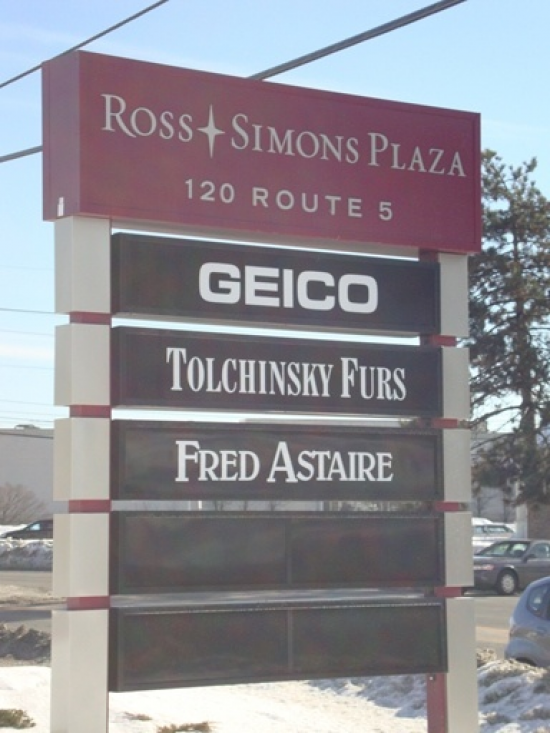 ROSS SIMONS PLAZA
120 ROUTE 5
GEICO
TOLCHINSKY FURS
FRED ASTAIRE